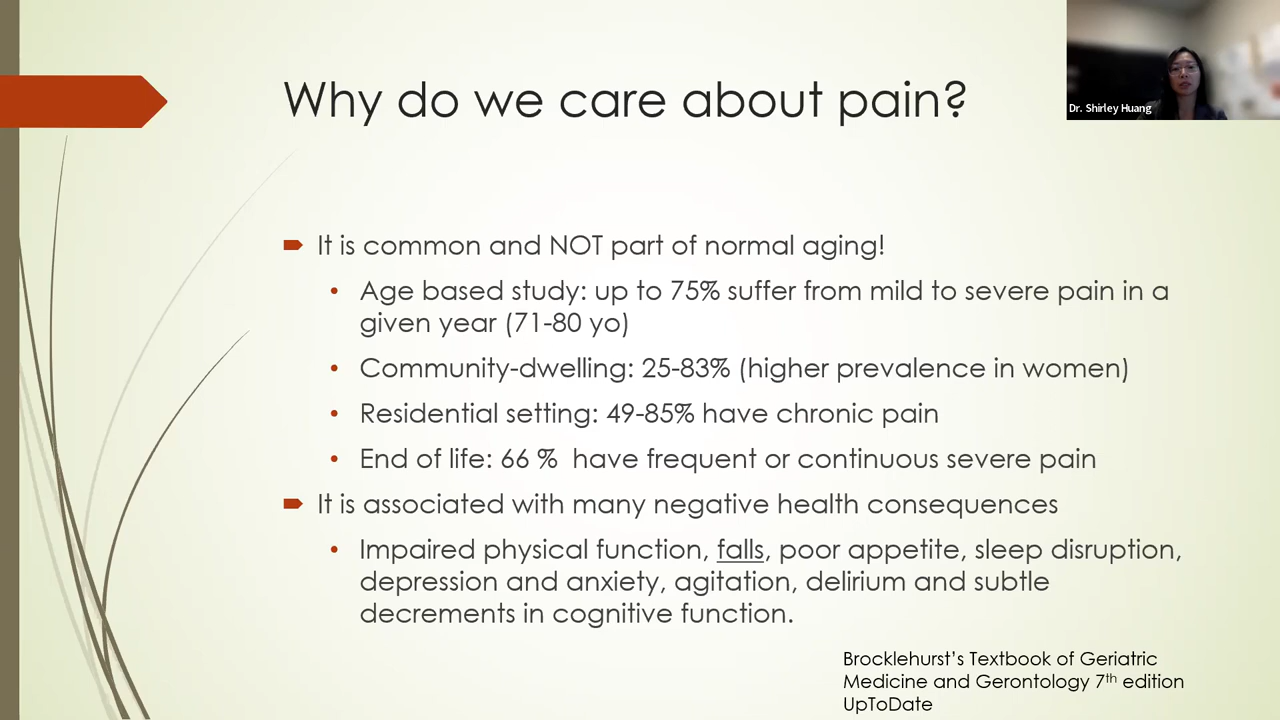 Why do we care about pain?
Dr. Shirley Huang
It is common and NOT part of normal aging!
Age based study: up to 75% suffer from mild to severe pain in a
given year (71-80 yo)
Community-dwelling: 25-83% (higher prevalence in women)
Residential setting: 49-85% have chronic pain
End of life: 66 %  have frequent or continuous severe pain
It is associated with many negative health consequences
Impaired physical function, falls, poor appetite, sleep disruption,
depression and anxiety, agitation, delirium and subtle
decrements in cognitive function.
Brocklehurst’s Textbook of Geriatric
Medicine and Gerontology 7th edition
UpToDate